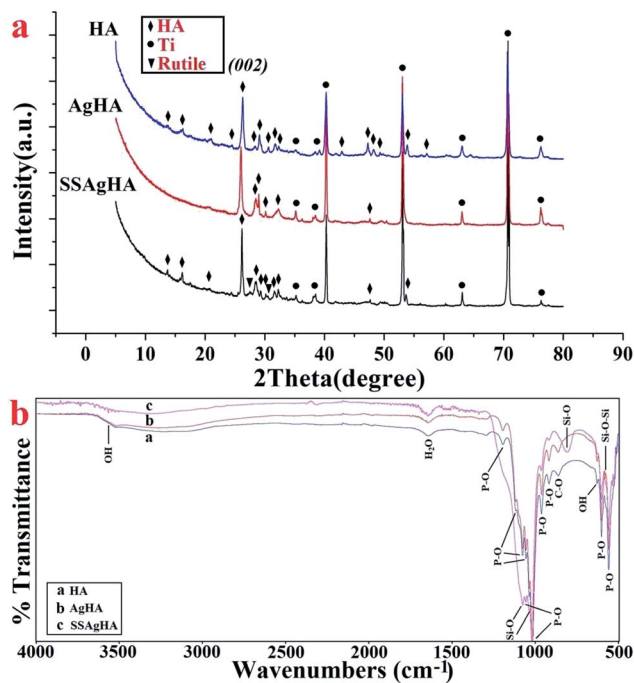 a
HA
Ti
Rutile
HA
(002)
AgHA
SSAgHA
Intensity(a.u.)
0 10 20 30 40 50 60 70 80 90
2Theta(degree)
b
c
b
a
OH
H₂O
P-O
P-O
P-O
Si-O
P-O
P-O
P-O
C-O
Si-O
OH
Si-O-Si
P-O
P-O
% Transmittance
a HA
b AgHA
c SSAgHA
4000 3500 3000 2500 2000 1500 1000 500
Wavenumbers (cm⁻¹)